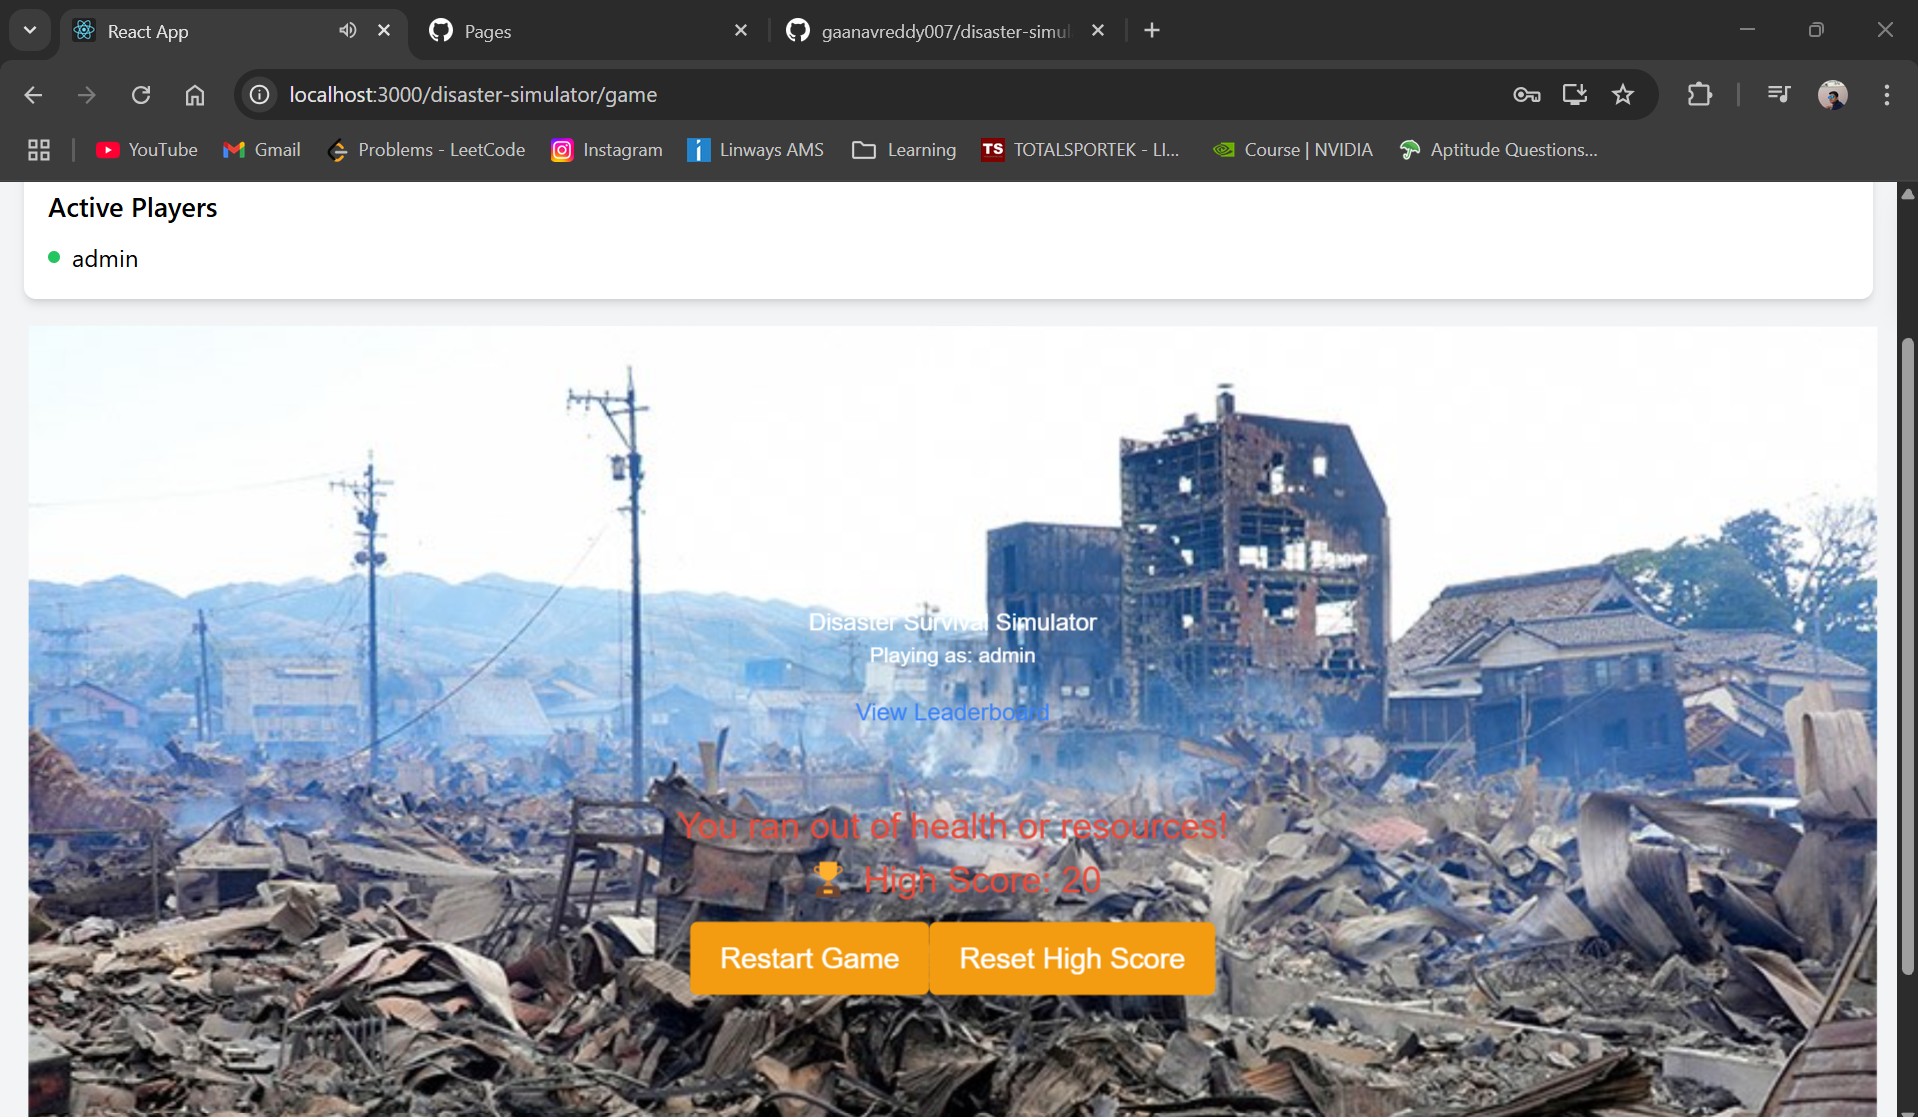 React App
Pages
gaanavreddy007/disaster-simul
localhost:3000/disaster-simulator/game
YouTube
Gmail
Problems - LeetCode
Instagram
Linways AMS
Learning
TS
TOTALSPORTEK - LI...
Course | NVIDIA
Aptitude Questions...
Active Players
admin
Disaster Survival Simulator
Playing as: admin
View Leaderboard
You ran out of health or resources!
🏆 High Score: 20
Restart Game
Reset High Score